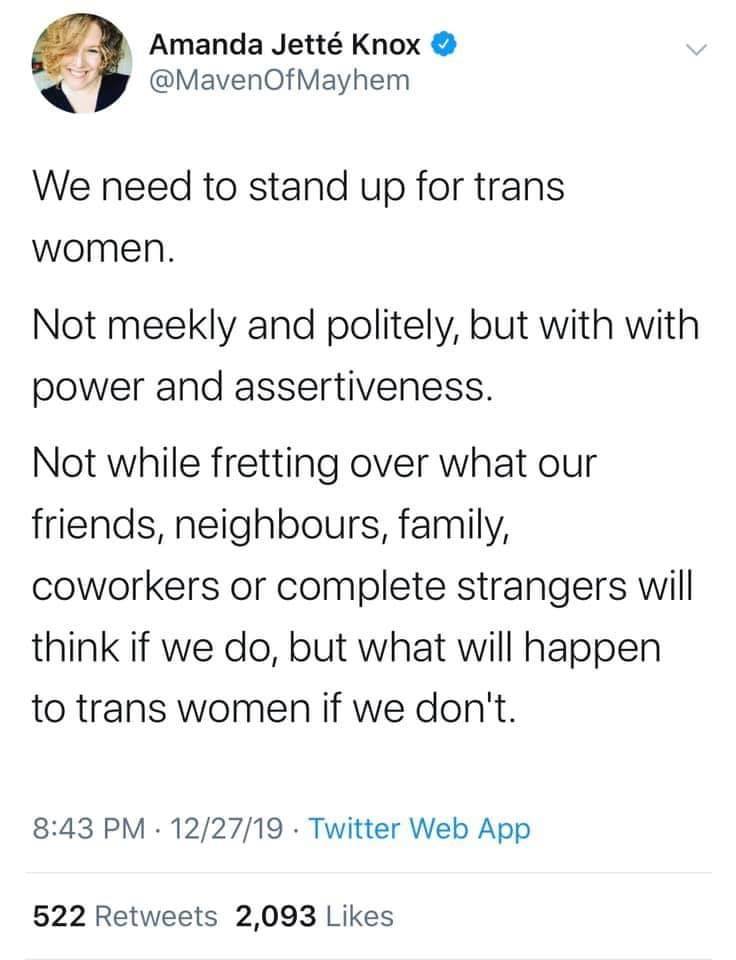 Amanda Jetté Knox
@MavenOfMayhem
We need to stand up for trans
women.
Not meekly and politely, but with with
power and assertiveness.
Not while fretting over what our
friends, neighbours, family,
coworkers or complete strangers will
think if we do, but what will happen
to trans women if we don't.
8:43 PM · 12/27/19 · Twitter Web App
522 Retweets 2,093 Likes